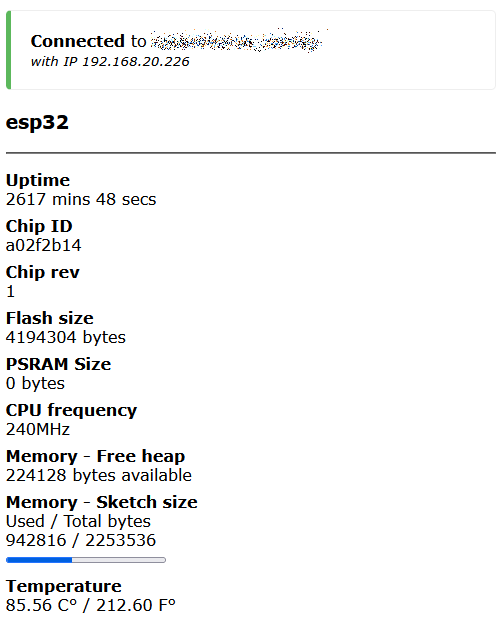 Connected to
with IP 192.168.20.226
esp32
Uptime
2617 mins 48 secs
Chip ID
a02f2b14
Chip rev
1
Flash size
4194304 bytes
PSRAM Size
0 bytes
CPU frequency
240MHz
Memory - Free heap
224128 bytes available
Memory - Sketch size
Used / Total bytes
942816 / 2253536
Temperature
85.56 C° / 212.60 F°